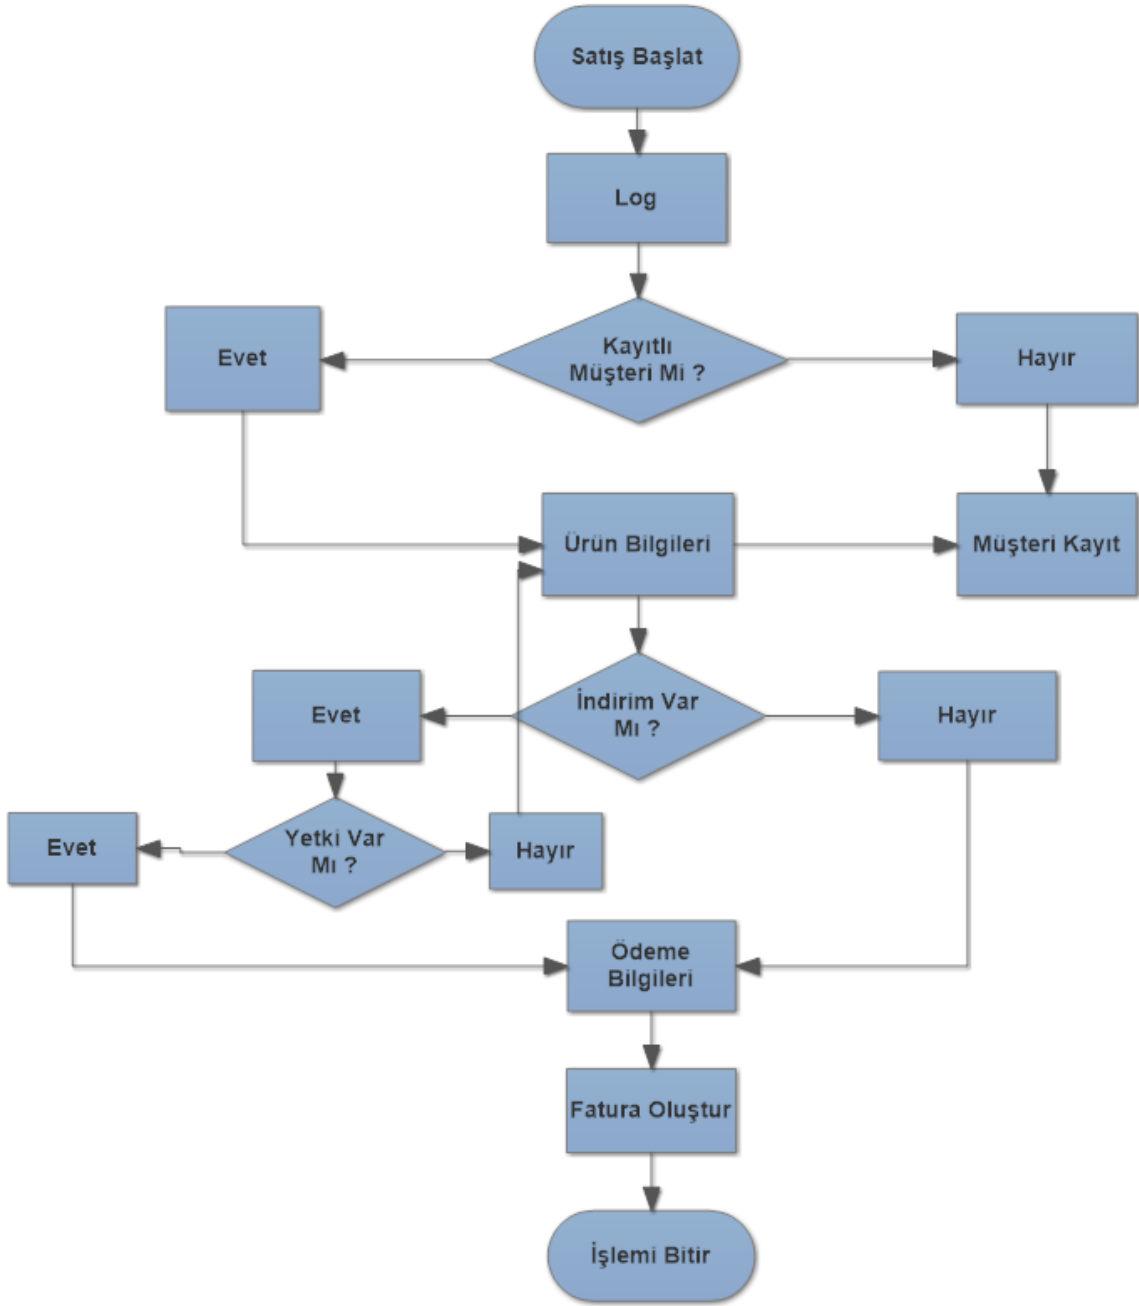 Satış Başlat
Log
Evet
Kayıtlı
Müşteri Mi ?
Hayır
Ürün Bilgileri
Müşteri Kayıt
Evet
İndirim Var
Mı ?
Hayır
Evet
Yetki Var
Mı ?
Hayır
Ödeme
Bilgileri
Fatura Oluştur
İşlemi Bitir